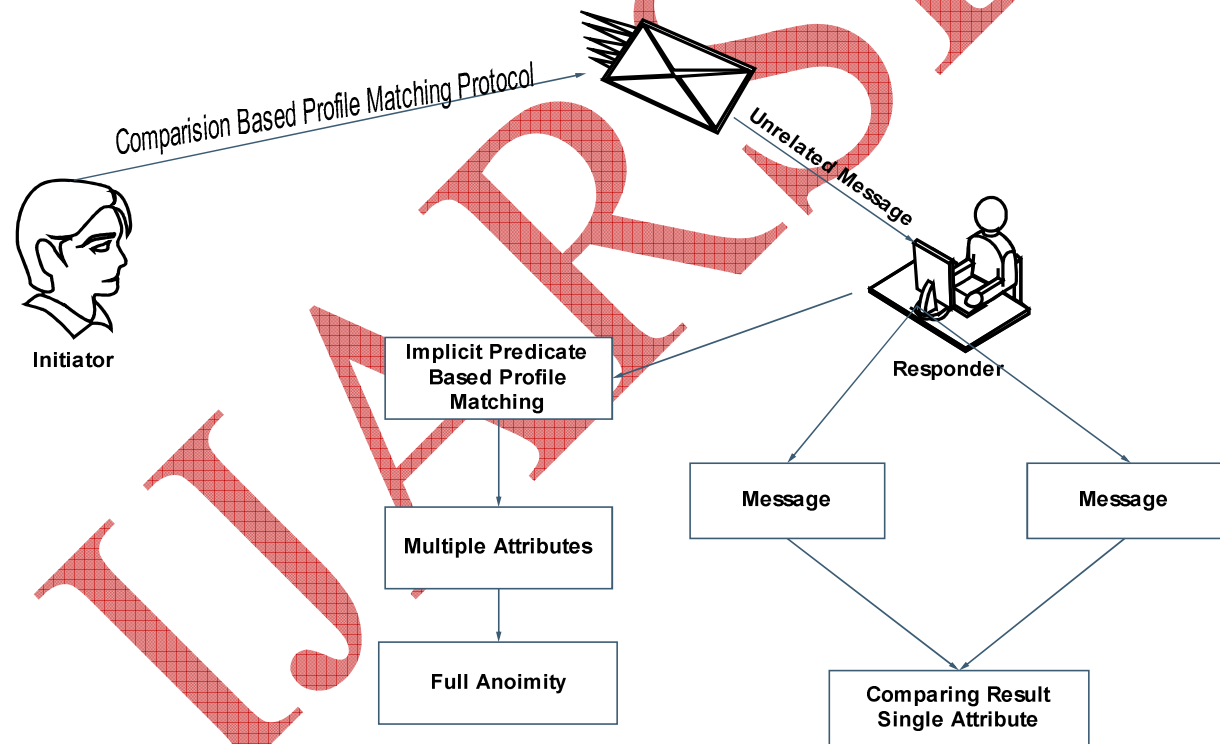 Comparision Based Profile Matching Protocol
Unrelated Message
Initiator
Responder
Implicit Predicate
Based Profile
Matching
Message
Message
Multiple Attributes
Full Anoimity
Comparing Result
Single Attribute
IJARSE